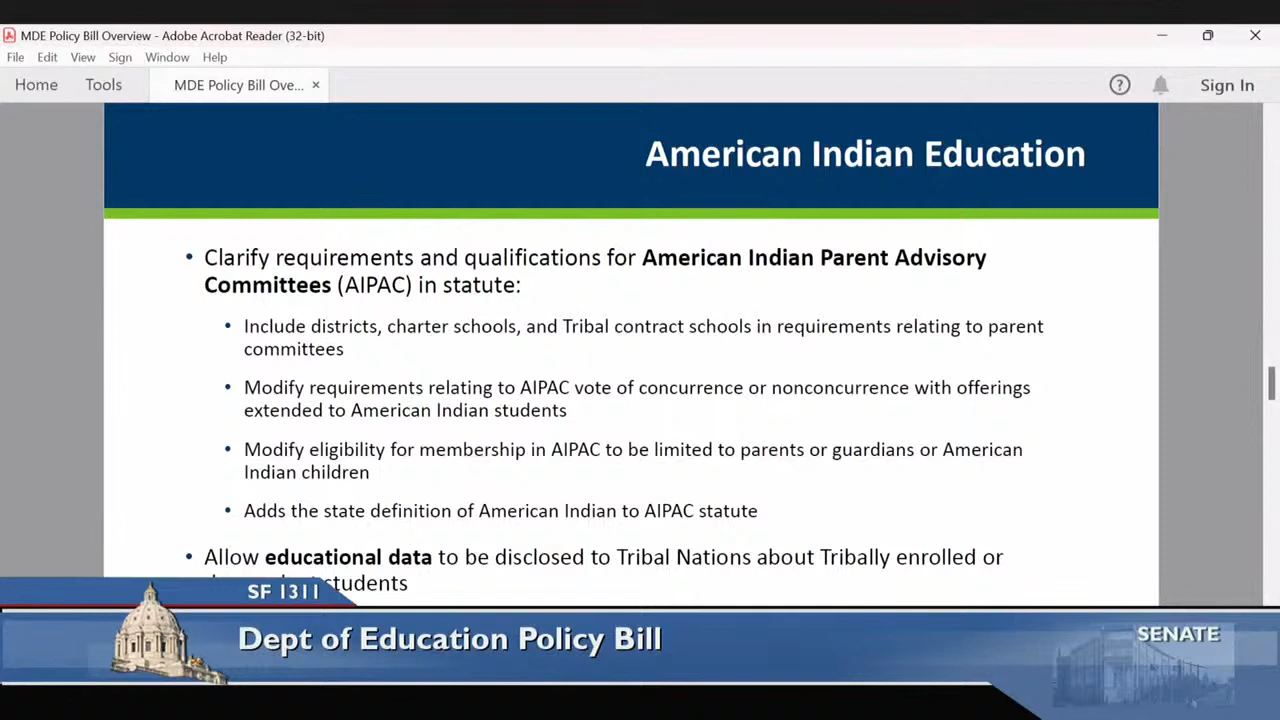 MDE Policy Bill Overview - Adobe Acrobat Reader (32-bit)
File Edit View Sign Window Help
Home Tools MDE Policy Bill Ove... × ? Sign In
American Indian Education
• Clarify requirements and qualifications for American Indian Parent Advisory
Committees (AIPAC) in statute:
• Include districts, charter schools, and Tribal contract schools in requirements relating to parent
committees
• Modify requirements relating to AIPAC vote of concurrence or nonconcurrence with offerings
extended to American Indian students
• Modify eligibility for membership in AIPAC to be limited to parents or guardians or American
Indian children
• Adds the state definition of American Indian to AIPAC statute
• Allow educational data to be disclosed to Tribal Nations about Tribally enrolled or
students
SF 1311
Dept of Education Policy Bill
SENATE